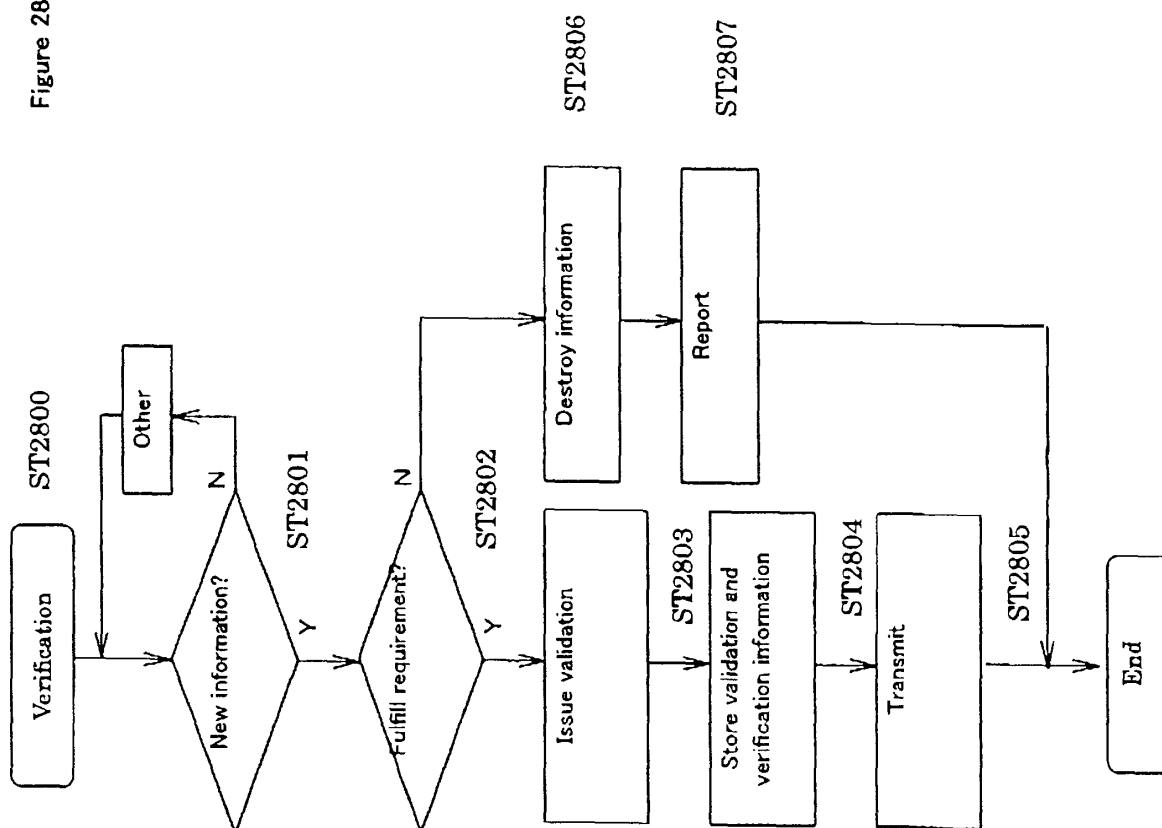 Figure 28
Verification
ST2800
Other
New information?
N
ST2801
Y
Fulfill requirement?
N
ST2802
Y
Issue validation
ST2803
Destroy information
ST2806
Store validation and
verification information
ST2804
Report
ST2807
Transmit
ST2805
End